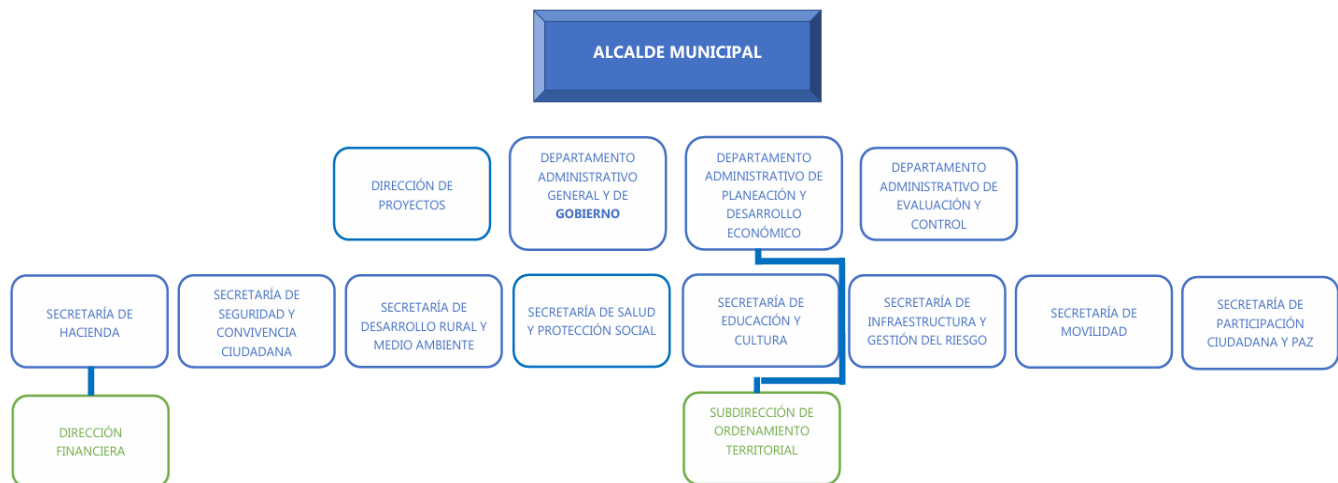 ALCALDE MUNICIPAL
DIRECCIÓN DE
PROYECTOS
DEPARTAMENTO
ADMINISTRATIVO
GENERAL Y DE
GOBIERNO
DEPARTAMENTO
ADMINISTRATIVO DE
PLANEACIÓN Y
DESARROLLO
ECONÓMICO
DEPARTAMENTO
ADMINISTRATIVO DE
EVALUACIÓN Y
CONTROL
SECRETARÍA DE
HACIENDA
SECRETARÍA DE
SEGURIDAD Y
CONVIVENCIA
CIUDADANA
SECRETARÍA DE
DESARROLLO RURAL Y
MEDIO AMBIENTE
SECRETARÍA DE SALUD
Y PROTECCIÓN SOCIAL
SECRETARÍA DE
EDUCACIÓN Y
CULTURA
SECRETARÍA DE
INFRAESTRUCTURA Y
GESTIÓN DEL RIESGO
SECRETARÍA DE
MOVILIDAD
SECRETARÍA DE
PARTICIPACIÓN
CIUDADANA Y PAZ
DIRECCIÓN
FINANCIERA
SUBDIRECCIÓN DE
ORDENAMIENTO
TERRITORIAL